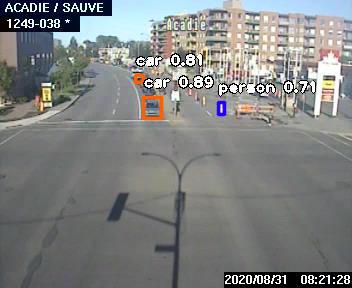 ACADIE / SAUVE
1249-038 *
Acadie
car 0.81
car 0.89
person 0.71
2020/08/31 08:21:28